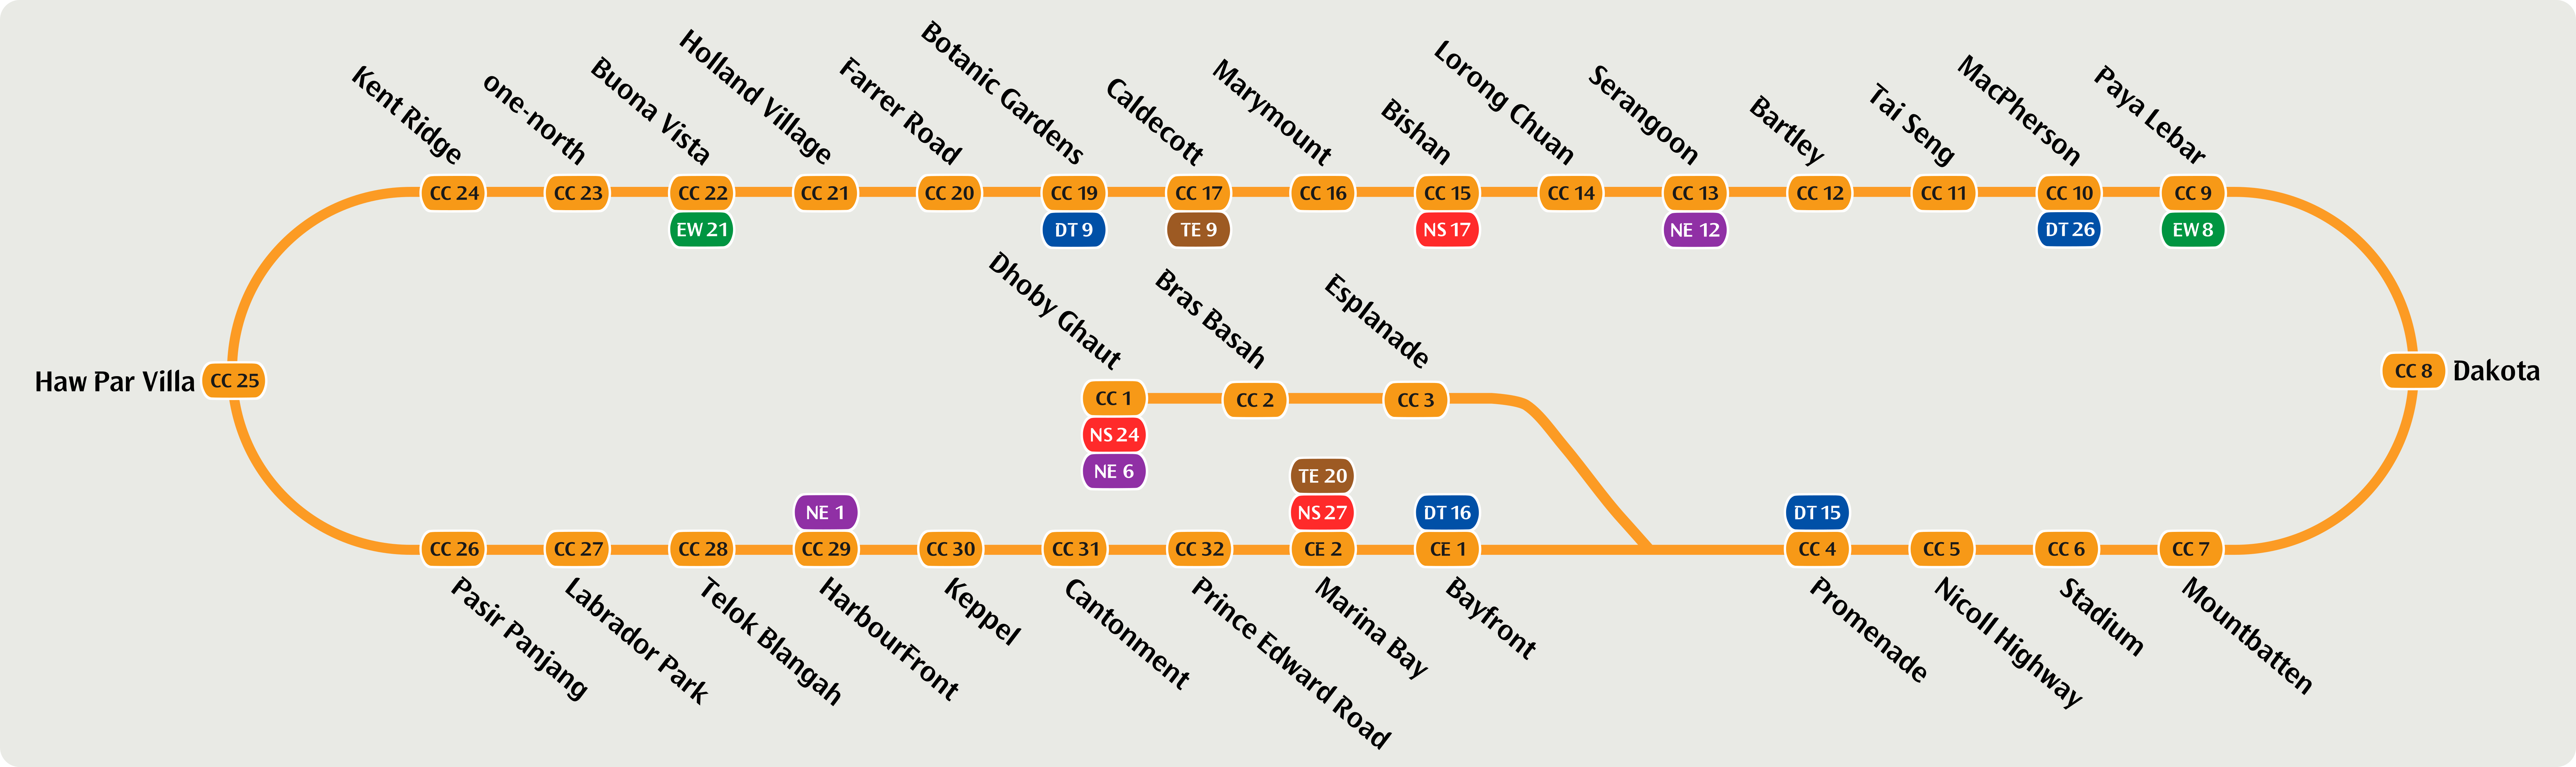 Kent Ridge
one-north
Buona Vista
Holland Village
Farrer Road
Botanic Gardens
Caldecott
Marymount
Bishan
Lorong Chuan
Serangoon
Bartley
Tai Seng
MacPherson
Paya Lebar
CC 24
CC 23
CC 22
CC 21
CC 20
CC 19
CC 17
CC 16
CC 15
CC 14
CC 13
CC 12
CC 11
CC 10
CC 9
EW 21
DT 9
TE 9
NS 17
NE 12
DT 26
EW 8
Dhoby Ghaut
Bras Basah
Esplanade
Haw Par Villa
CC 25
CC 1
CC 2
CC 3
CC 8
Dakota
NS 24
NE 6
TE 20
NE 1
NS 27
DT 16
DT 15
CC 26
CC 27
CC 28
CC 29
CC 30
CC 31
CC 32
CE 2
CE 1
CC 4
CC 5
CC 6
CC 7
Pasir Panjang
Labrador Park
Telok Blangah
HarbourFront
Keppel
Cantonment
Prince Edward Road
Marina Bay
Bayfront
Promenade
Nicoll Highway
Stadium
Mountbatten